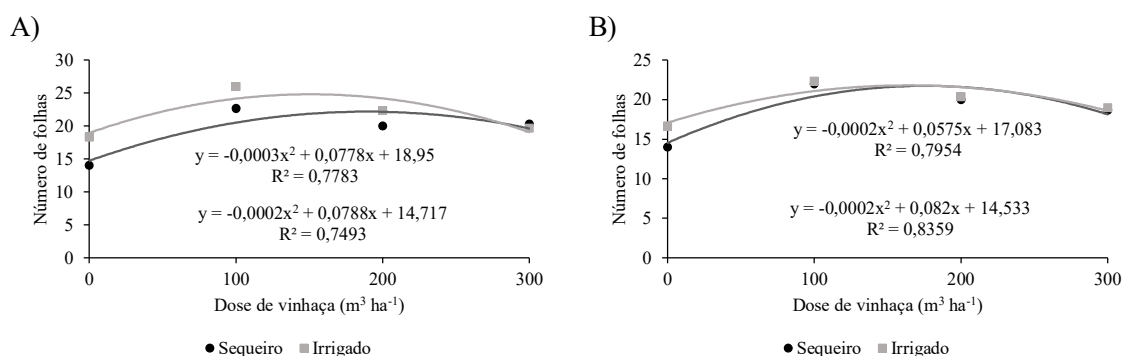 A)
Número de folhas
30
25
20
15
10
5
0
y = -0,0003x² + 0,0778x + 18,95
R² = 0,7783
y = -0,0002x² + 0,0788x + 14,717
R² = 0,7493
0 100 200 300
Dose de vinhaça (m³ ha⁻¹)
Sequeiro Irrigado
B)
Número de folhas
25
20
15
10
5
0
y = -0,0002x² + 0,0575x + 17,083
R² = 0,7954
y = -0,0002x² + 0,082x + 14,533
R² = 0,8359
0 100 200 300
Dose de vinhaça (m³ ha⁻¹)
Sequeiro Irrigado